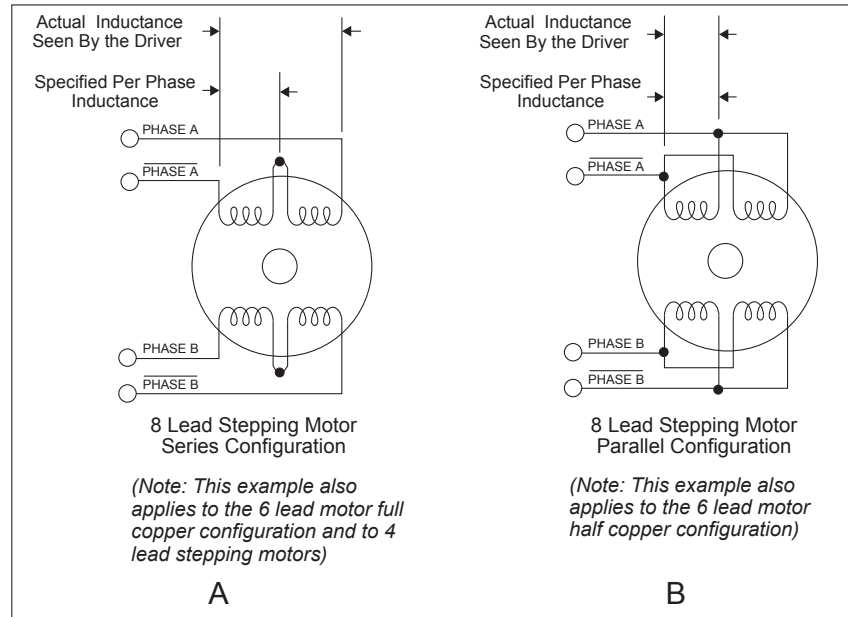 Actual Inductance
Seen By the Driver
Specified Per Phase
Inductance
PHASE A
PHASE A
PHASE B
PHASE B
8 Lead Stepping Motor
Series Configuration
(Note: This example also
applies to the 6 lead motor full
copper configuration and to 4
lead stepping motors)
A
Actual Inductance
Seen By the Driver
Specified Per Phase
Inductance
PHASE A
PHASE A
PHASE B
PHASE B
8 Lead Stepping Motor
Parallel Configuration
(Note: This example also
applies to the 6 lead motor
half copper configuration)
B